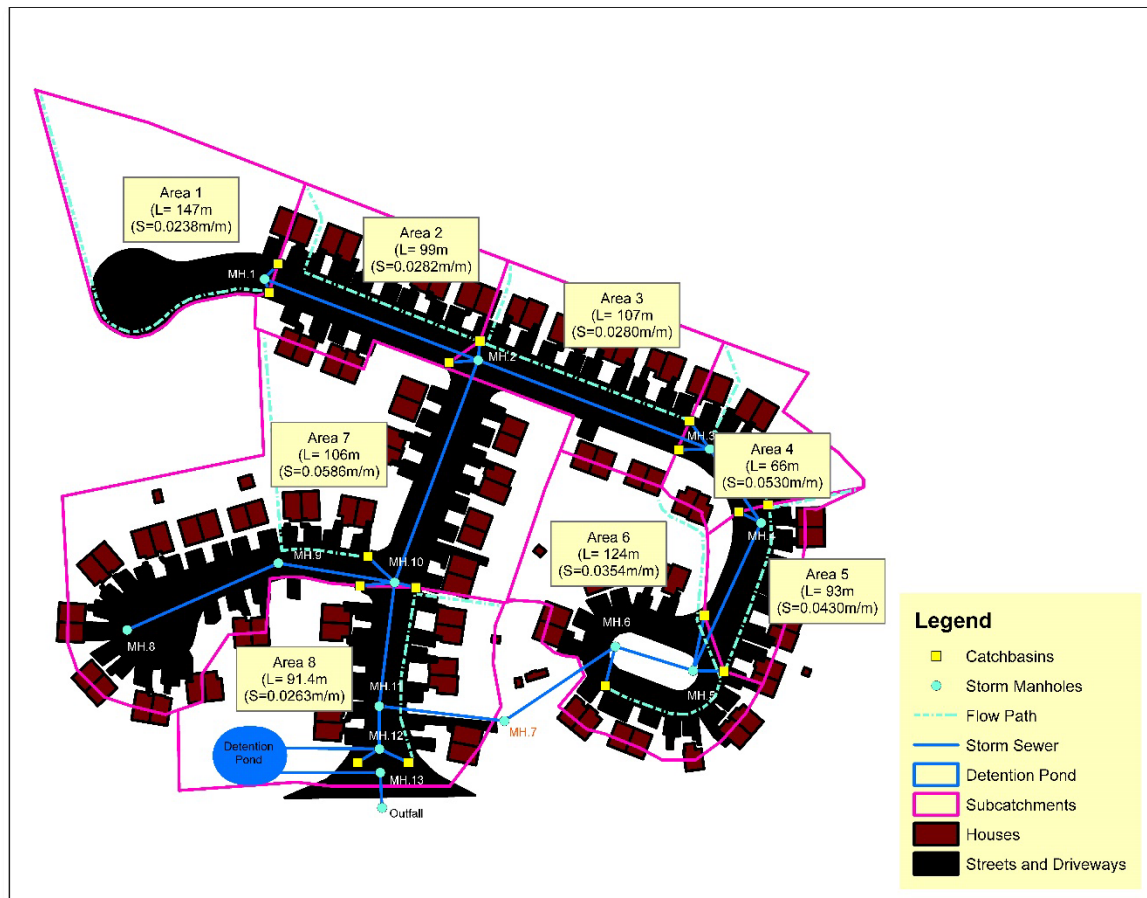 Area 1
(L= 147m
(S=0.0238m/m)
Area 2
(L= 99m
(S=0.0282m/m)
MH.1
Area 3
(L= 107m
(S=0.0280m/m)
MH.2
MH.3
Area 7
(L= 106m
(S=0.0586m/m)
Area 4
(L= 66m
(S=0.0530m/m)
MH.4
Area 6
(L= 124m
(S=0.0354m/m)
MH.9
MH.10
Area 5
(L= 93m
(S=0.0430m/m)
MH.8
MH.6
Area 8
(L= 91.4m
(S=0.0263m/m)
MH.5
MH.11
MH.7
MH.12
Detention
Pond
MH.13
Outfall
Legend
Catchbasins
Storm Manholes
Flow Path
Storm Sewer
Detention Pond
Subcatchments
Houses
Streets and Driveways